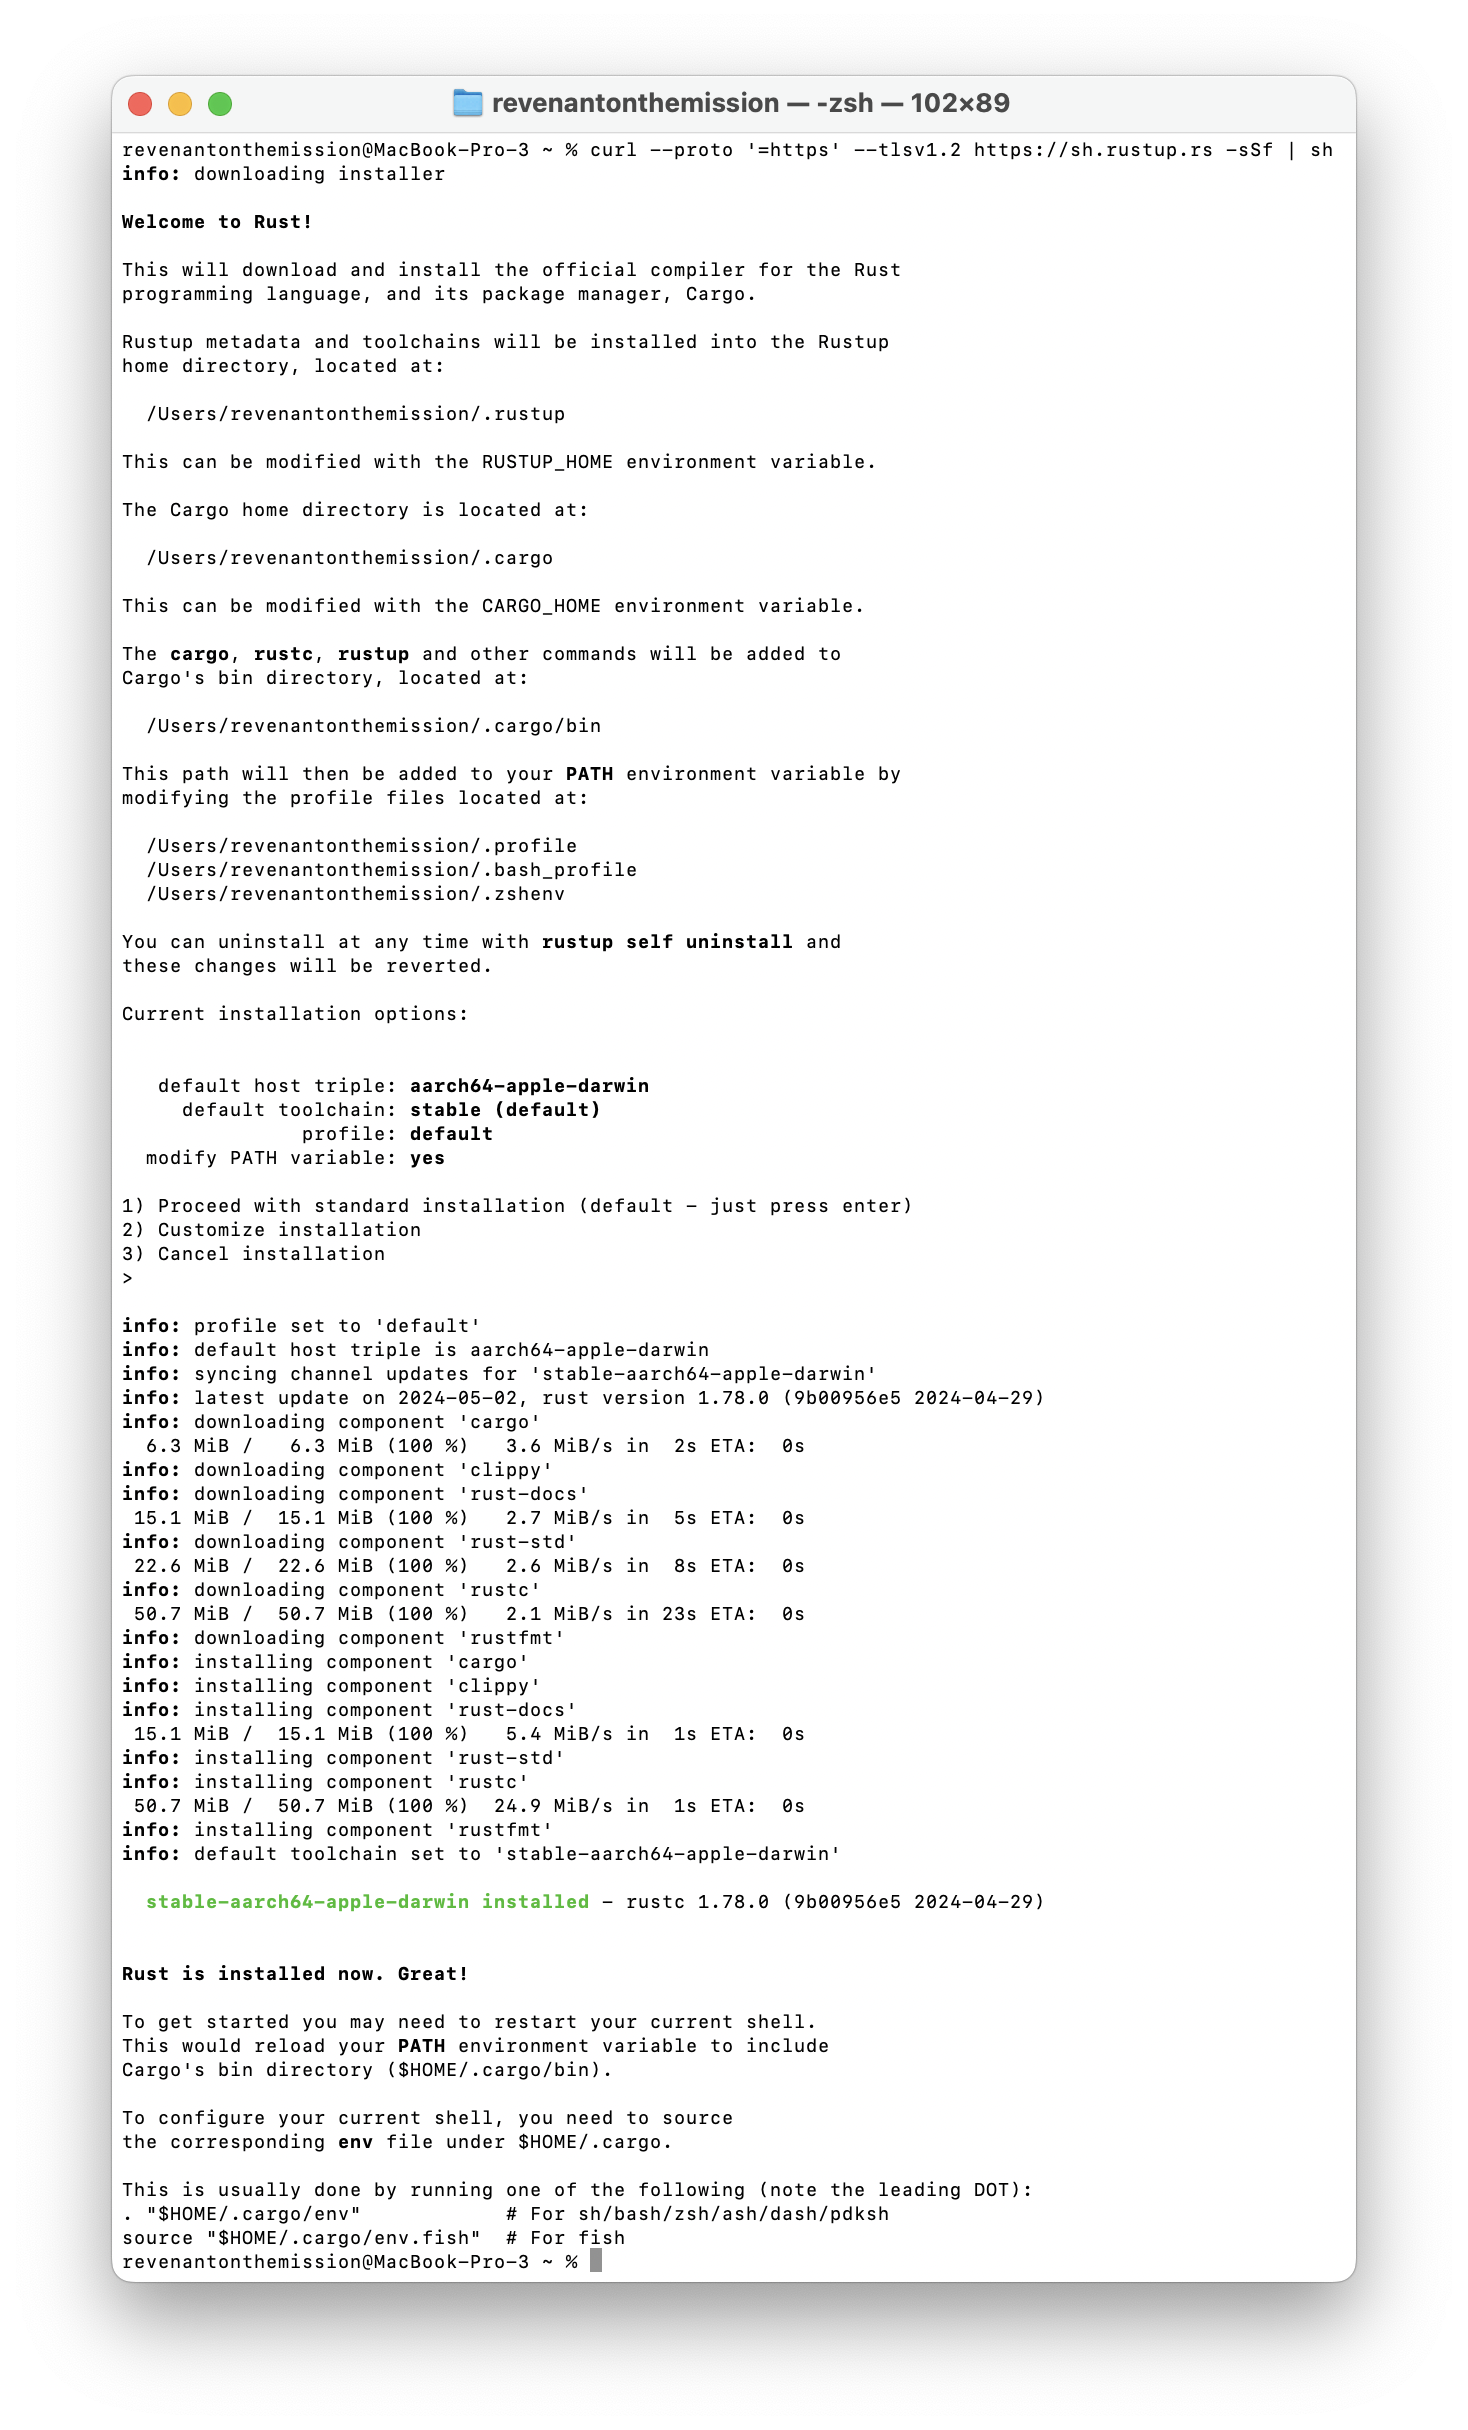 revenantonthemission — -zsh — 102×89
revenantonthemission@MacBook-Pro-3 ~ % curl --proto '=https' --tlsv1.2 https://sh.rustup.rs -sSf | sh
info: downloading installer

Welcome to Rust!

This will download and install the official compiler for the Rust
programming language, and its package manager, Cargo.

Rustup metadata and toolchains will be installed into the Rustup
home directory, located at:

  /Users/revenantonthemission/.rustup

This can be modified with the RUSTUP_HOME environment variable.

The Cargo home directory is located at:

  /Users/revenantonthemission/.cargo

This can be modified with the CARGO_HOME environment variable.

The cargo, rustc, rustup and other commands will be added to
Cargo's bin directory, located at:

  /Users/revenantonthemission/.cargo/bin

This path will then be added to your PATH environment variable by
modifying the profile files located at:

  /Users/revenantonthemission/.profile
  /Users/revenantonthemission/.bash_profile
  /Users/revenantonthemission/.zshenv

You can uninstall at any time with rustup self uninstall and
these changes will be reverted.

Current installation options:


   default host triple: aarch64-apple-darwin
     default toolchain: stable (default)
               profile: default
  modify PATH variable: yes

1) Proceed with standard installation (default - just press enter)
2) Customize installation
3) Cancel installation
>

info: profile set to 'default'
info: default host triple is aarch64-apple-darwin
info: syncing channel updates for 'stable-aarch64-apple-darwin'
info: latest update on 2024-05-02, rust version 1.78.0 (9b00956e5 2024-04-29)
info: downloading component 'cargo'
  6.3 MiB /   6.3 MiB (100 %)   3.6 MiB/s in  2s ETA:  0s
info: downloading component 'clippy'
info: downloading component 'rust-docs'
 15.1 MiB /  15.1 MiB (100 %)   2.7 MiB/s in  5s ETA:  0s
info: downloading component 'rust-std'
 22.6 MiB /  22.6 MiB (100 %)   2.6 MiB/s in  8s ETA:  0s
info: downloading component 'rustc'
 50.7 MiB /  50.7 MiB (100 %)   2.1 MiB/s in 23s ETA:  0s
info: downloading component 'rustfmt'
info: installing component 'cargo'
info: installing component 'clippy'
info: installing component 'rust-docs'
 15.1 MiB /  15.1 MiB (100 %)   5.4 MiB/s in  1s ETA:  0s
info: installing component 'rust-std'
info: installing component 'rustc'
 50.7 MiB /  50.7 MiB (100 %)  24.9 MiB/s in  1s ETA:  0s
info: installing component 'rustfmt'
info: default toolchain set to 'stable-aarch64-apple-darwin'

  stable-aarch64-apple-darwin installed - rustc 1.78.0 (9b00956e5 2024-04-29)


Rust is installed now. Great!

To get started you may need to restart your current shell.
This would reload your PATH environment variable to include
Cargo's bin directory ($HOME/.cargo/bin).

To configure your current shell, you need to source
the corresponding env file under $HOME/.cargo.

This is usually done by running one of the following (note the leading DOT):
. "$HOME/.cargo/env"            # For sh/bash/zsh/ash/dash/pdksh
source "$HOME/.cargo/env.fish"  # For fish
revenantonthemission@MacBook-Pro-3 ~ %